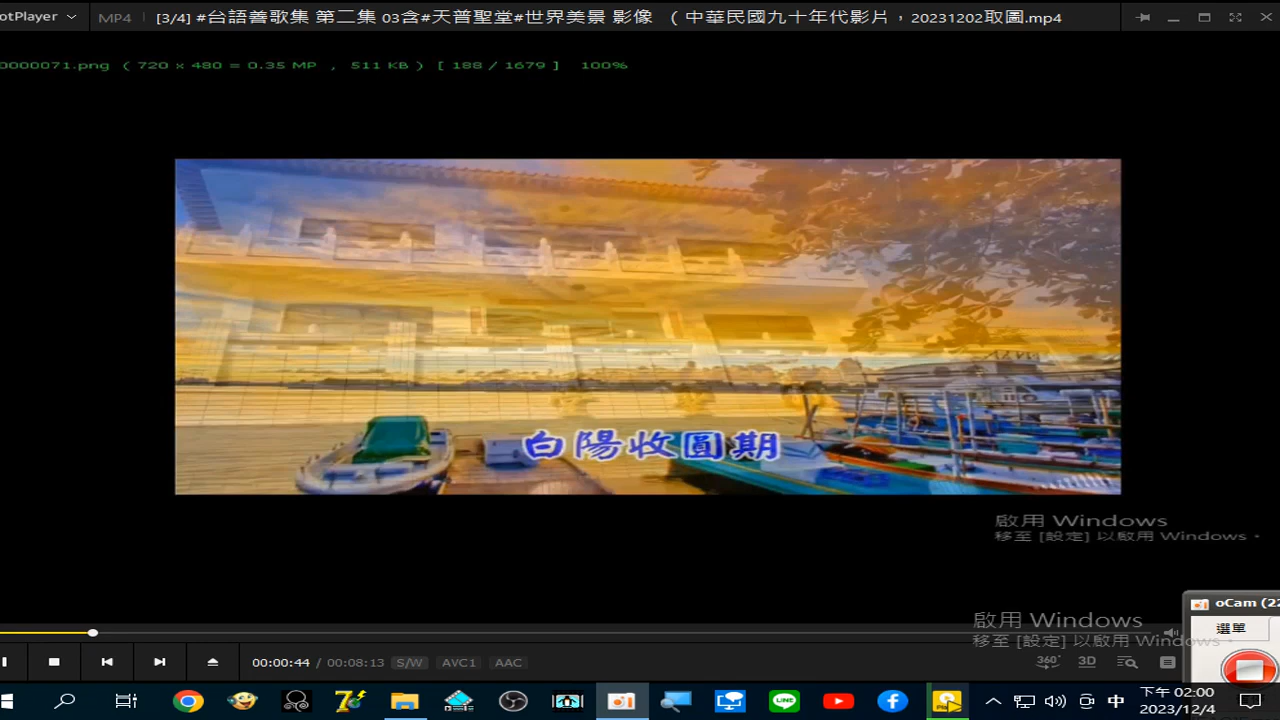 otPlayer
MP4
[3/4] #台語善歌集 第二集 03含#天普聖堂#世界美景 影像 （中華民國九十年代影片，20231202取圖.mp4
0000071.png ( 720 x 480 = 0.35 MP , 511 KB ) [ 188 / 1679 ] 100%
白陽收圓期
啟用 Windows
移至 [設定] 以啟用 Windows。
oCam (22
啟用 Windows
選單
移至 [設定] 以啟用 Windows。
00:00:44 / 00:08:13 S/W AVC1 AAC
360° 3D
中
下午 02:00
2023/12/4